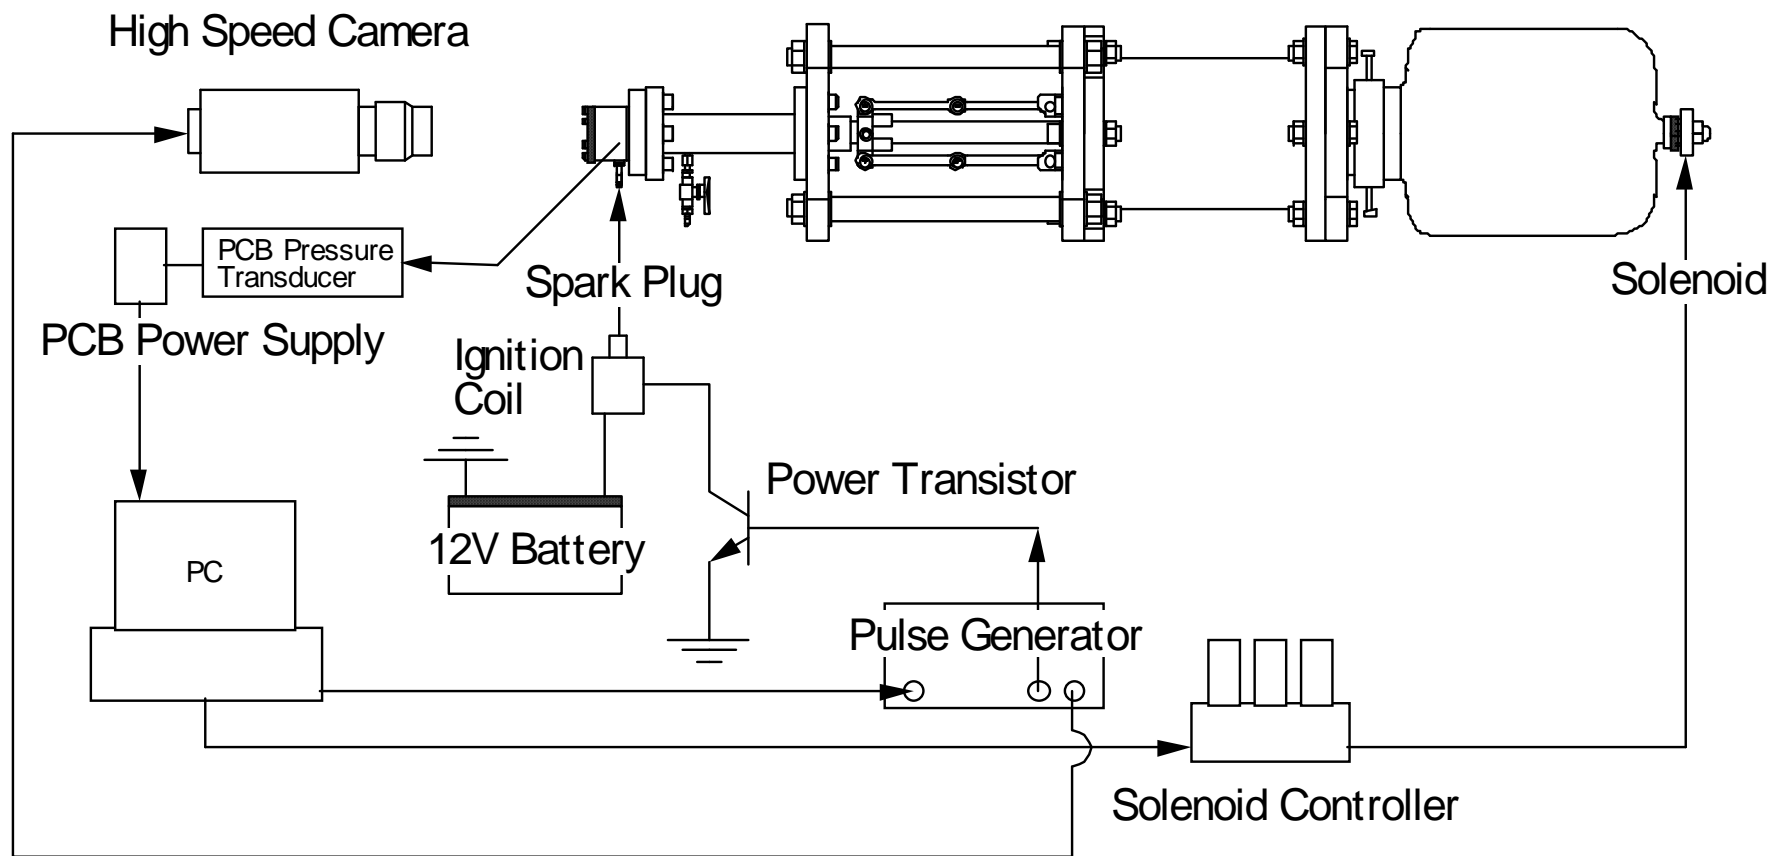 High Speed Camera
PCB Pressure
Transducer
Spark Plug
Solenoid
PCB Power Supply
Ignition
Coil
Power Transistor
12V Battery
PC
Pulse Generator
Solenoid Controller